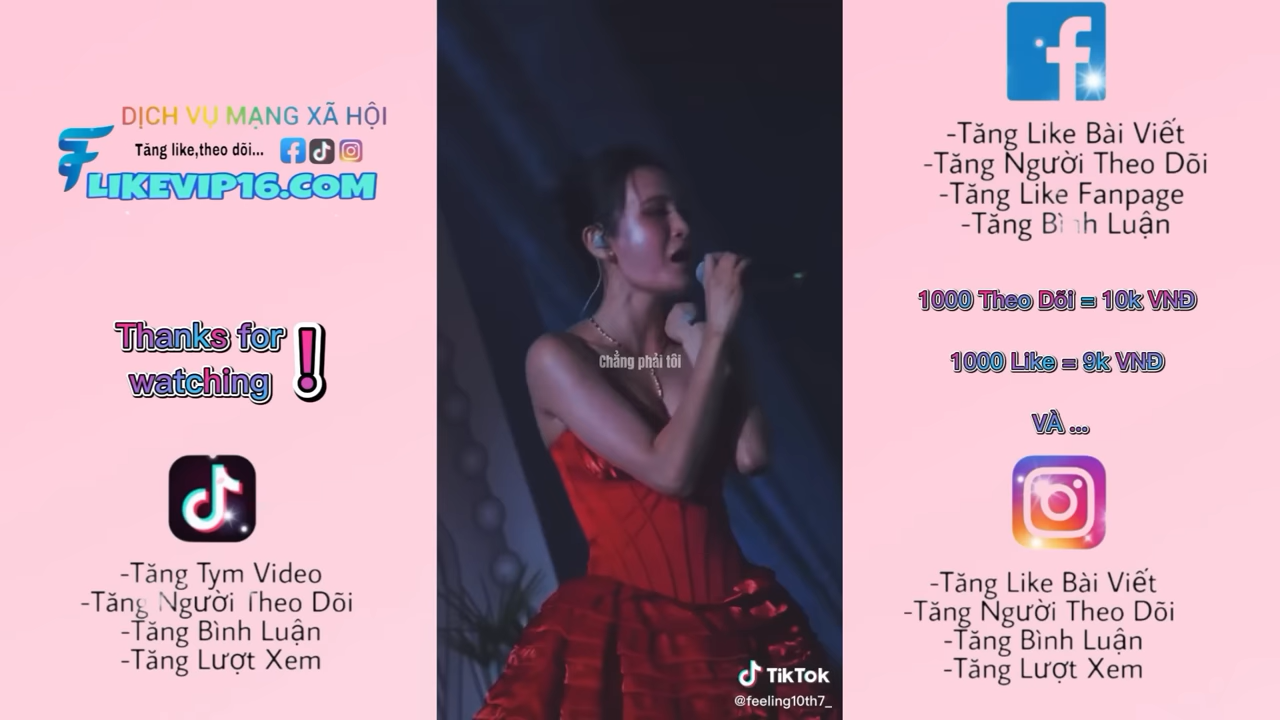 DỊCH VỤ MẠNG XÃ HỘI
Tăng like,theo dõi...
LIKEVIP16.COM
Thanks for
watching !
-Tăng Tym Video
-Tăng Người Theo Dõi
-Tăng Bình Luận
-Tăng Lượt Xem
Chẳng phải tôi
TikTok
@feeling10th7_
-Tăng Like Bài Viết
-Tăng Người Theo Dõi
-Tăng Like Fanpage
-Tăng Bình Luận
1000 Theo Dõi = 10k VNĐ
1000 Like = 9k VNĐ
VÀ ...
-Tăng Like Bài Viết
-Tăng Người Theo Dõi
-Tăng Bình Luận
-Tăng Lượt Xem